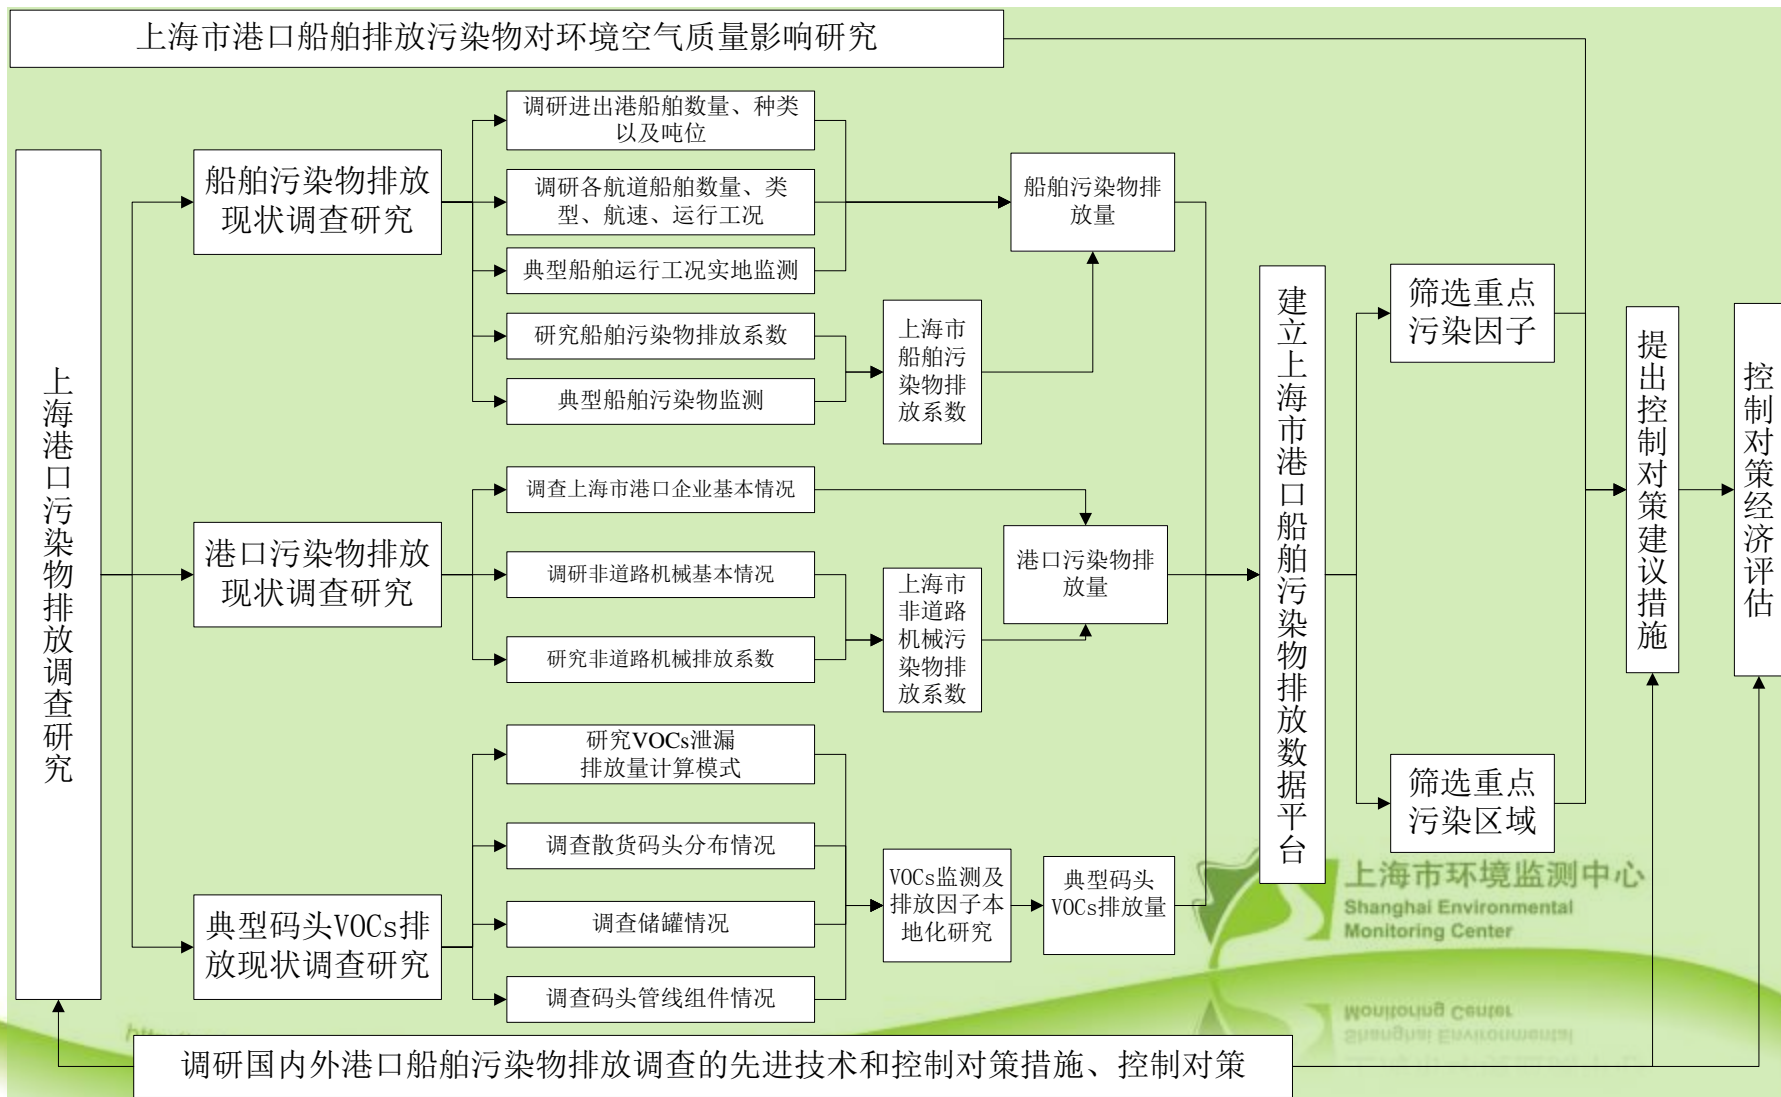 上海市港口船舶排放污染物对环境空气质量影响研究
上海港口污染物排放调查研究
船舶污染物排放
现状调查研究
调研进出港船舶数量、种类
以及吨位
调研各航道船舶数量、类
型、航速、运行工况
典型船舶运行工况实地监测
研究船舶污染物排放系数
典型船舶污染物监测
上海市
船舶污
染物排
放系数
船舶污染物排
放量
港口污染物排放
现状调查研究
调查上海市港口企业基本情况
调研非道路机械基本情况
研究非道路机械排放系数
上海市
非道路
机械污
染物排
放系数
港口污染物排
放量
典型码头VOCs排
放现状调查研究
研究VOCs泄漏
排放量计算模式
调查散货码头分布情况
调查储罐情况
调查码头管线组件情况
VOCs监测及
排放因子本
地化研究
典型码头
VOCs排放量
建立上海市港口船舶污染物排放数据平台
筛选重点
污染因子
筛选重点
污染区域
提出控制对策建议措施
控制对策经济评估
上海市环境监测中心
Shanghai Environmental
Monitoring Center
调研国内外港口船舶污染物排放调查的先进技术和控制对策措施、控制对策